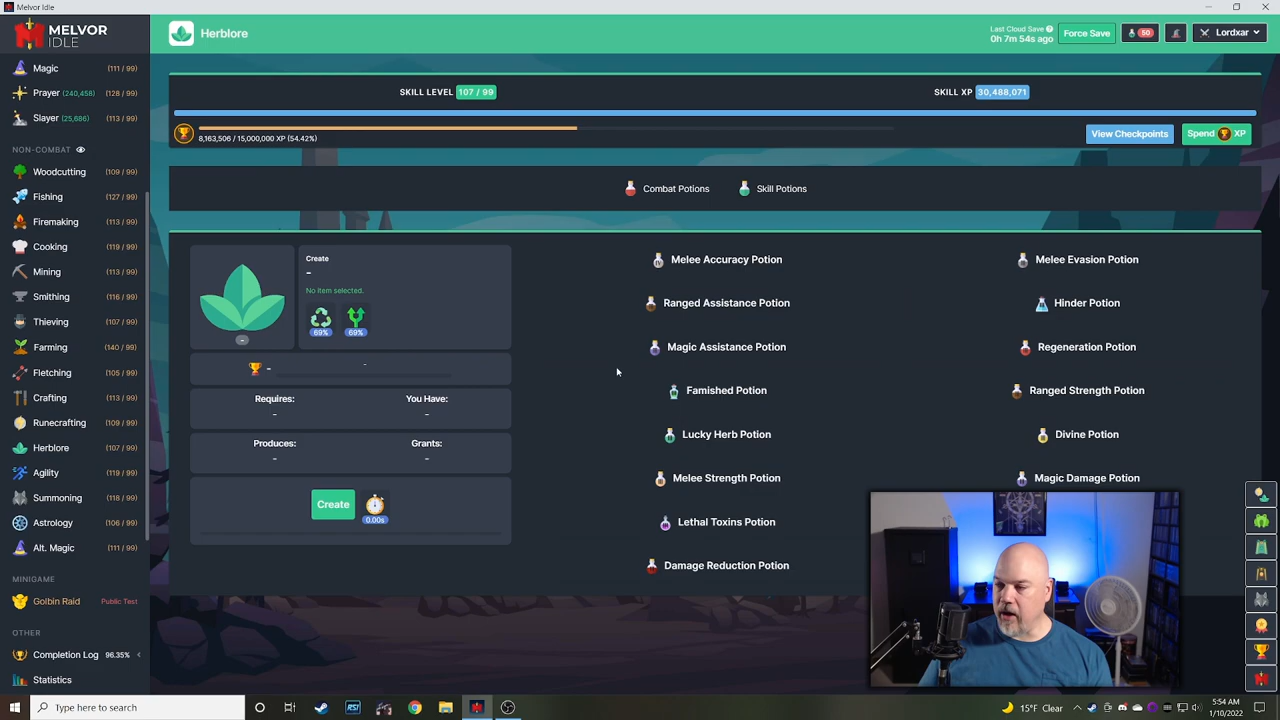 Melvor Idle
MELVOR
IDLE
Herblore
Last Cloud Save
0h 7m 54s ago
Force Save
50
Lordxar
Magic (111 / 99)
Prayer (240,458) (128 / 99)
Slayer (25,686) (113 / 99)
NON-COMBAT
Woodcutting (109 / 99)
Fishing (127 / 99)
Firemaking (113 / 99)
Cooking (119 / 99)
Mining (113 / 99)
Smithing (116 / 99)
Thieving (107 / 99)
Farming (140 / 99)
Fletching (105 / 99)
Crafting (113 / 99)
Runecrafting (109 / 99)
Herblore (107 / 99)
Agility (119 / 99)
Summoning (118 / 99)
Astrology (106 / 99)
Alt. Magic (111 / 99)
MINIGAME
Golbin Raid Public Test
OTHER
Completion Log 96.35%
Statistics
SKILL LEVEL 107 / 99
SKILL XP 30,488,071
8,163,506 / 15,000,000 XP (54.42%)
View Checkpoints
Spend XP
Combat Potions
Skill Potions
Create
-
No item selected.
69% 69%
-
- -
Requires: You Have:
- -
Produces: Grants:
- -
Create
0.00s
Melee Accuracy Potion
Melee Evasion Potion
Ranged Assistance Potion
Hinder Potion
Magic Assistance Potion
Regeneration Potion
Famished Potion
Ranged Strength Potion
Lucky Herb Potion
Divine Potion
Melee Strength Potion
Magic Damage Potion
Lethal Toxins Potion
Damage Reduction Potion
Type here to search
RSI
15°F Clear
5:54 AM
1/10/2022